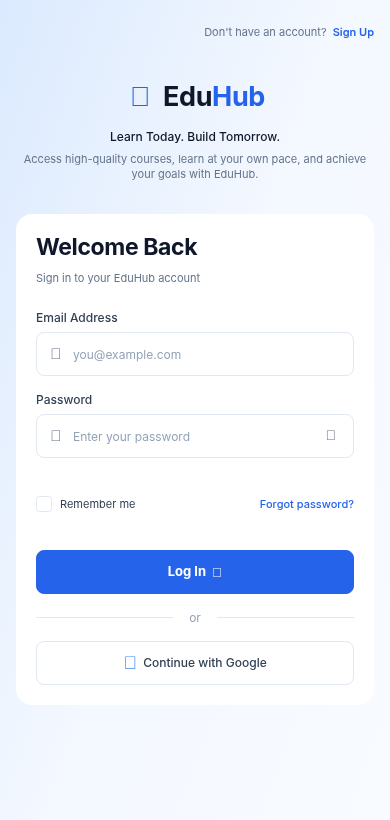 Don't have an account? Sign Up
EduHub
Learn Today. Build Tomorrow.
Access high-quality courses, learn at your own pace, and achieve
your goals with EduHub.
Welcome Back
Sign in to your EduHub account
Email Address
you@example.com
Password
Enter your password
Remember me
Forgot password?
Log In
or
Continue with Google